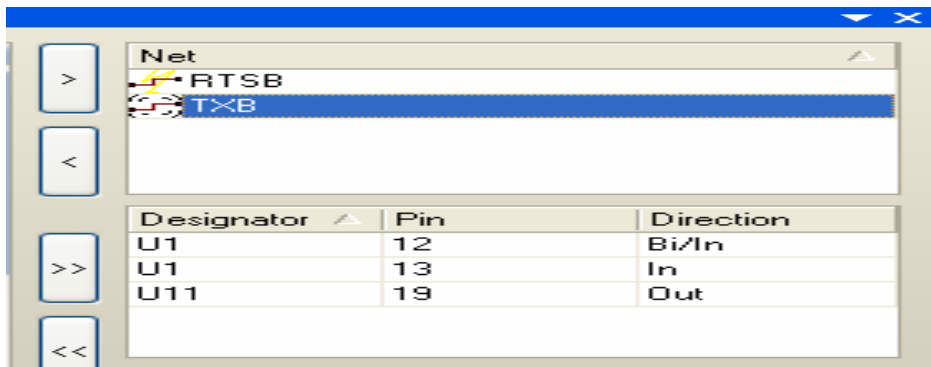 Net
>
RTSB
TXB
<
Designator Pin Direction
U1 12 Bi/In
>> U1 13 In
U11 19 Out
<<